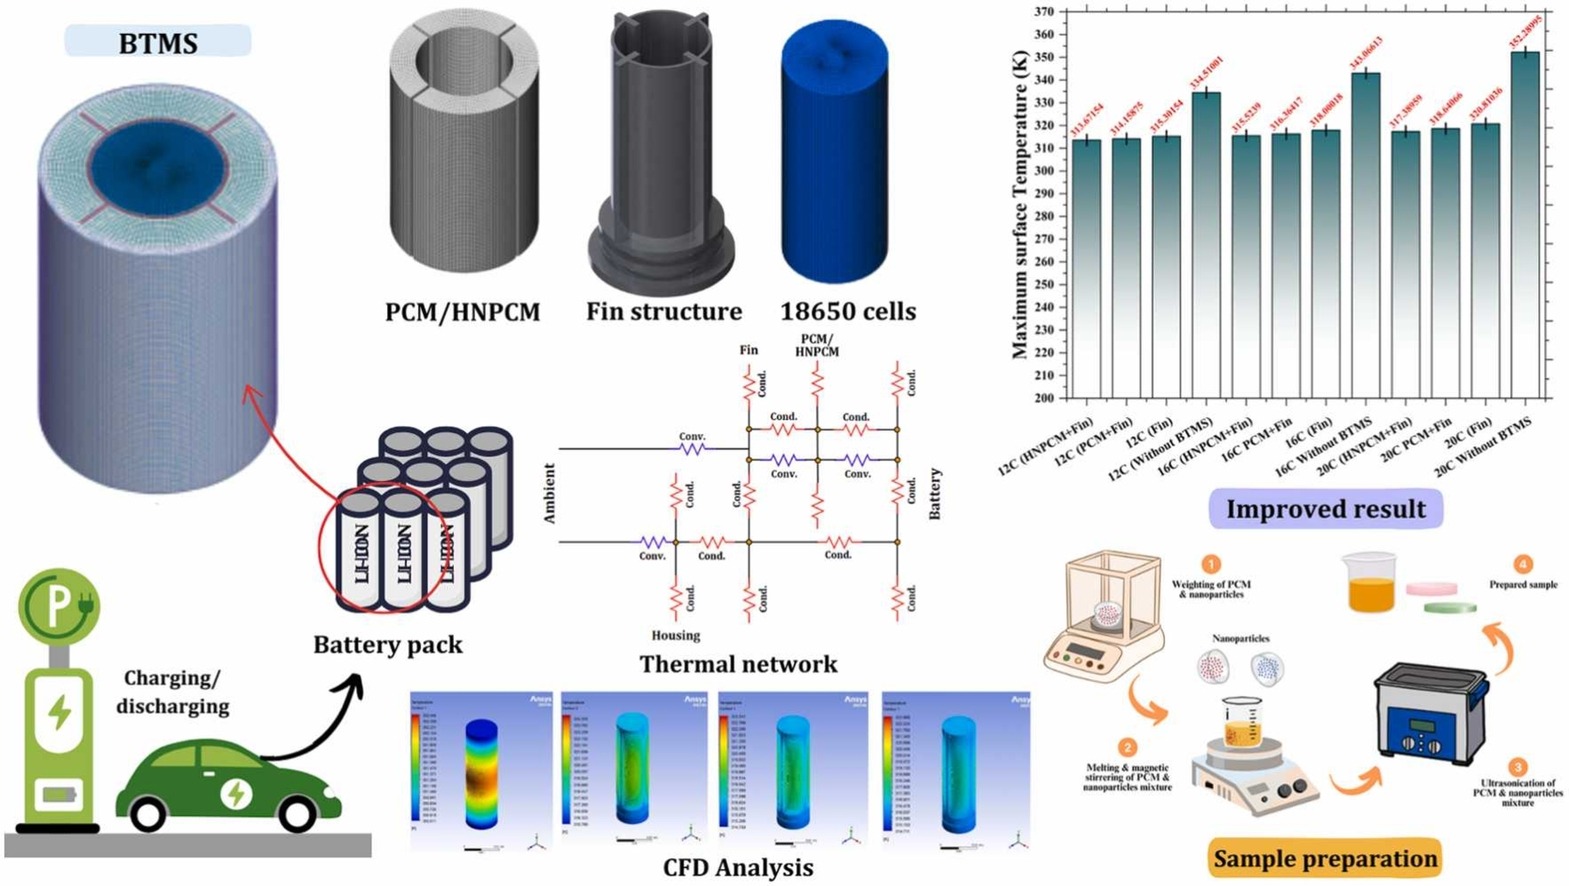 BTMS
PCM/HNPCM
Fin structure
18650 cells
Battery pack
LI-ION
LI-ION
LI-ION
Charging/
discharging
P
Fin
PCM/
HNPCM
Cond.
Cond.
Cond.
Cond.
Conv.
Conv.
Conv.
Ambient
Battery
Cond.
Cond.
Cond.
Conv.
Cond.
Cond.
Cond.
Cond.
Cond.
Housing
Thermal network
Ansys
Ansys
Ansys
Ansys
CFD Analysis
Maximum surface Temperature (K)
370
360
350
340
330
320
310
300
290
280
270
260
250
240
230
220
210
200
313.67154
314.15875
315.30154
334.51001
315.5239
316.36417
318.00018
343.06613
317.38959
318.64066
320.81036
352.28995
12C (HNPCM+Fin)
12C (PCM+Fin)
12C (Fin)
12C (Without BTMS)
16C (HNPCM+Fin)
16C PCM+Fin
16C (Fin)
16C Without BTMS
20C (HNPCM+Fin)
20C PCM+Fin
20C (Fin)
20C Without BTMS
Improved result
1
Weighting of PCM
& nanoparticles
Nanoparticles
2
Melting & magnetic
stirrering of PCM &
nanoparticles mixture
3
Ultrasonication of
PCM & nanoparticles
mixture
4
Prepared sample
Sample preparation